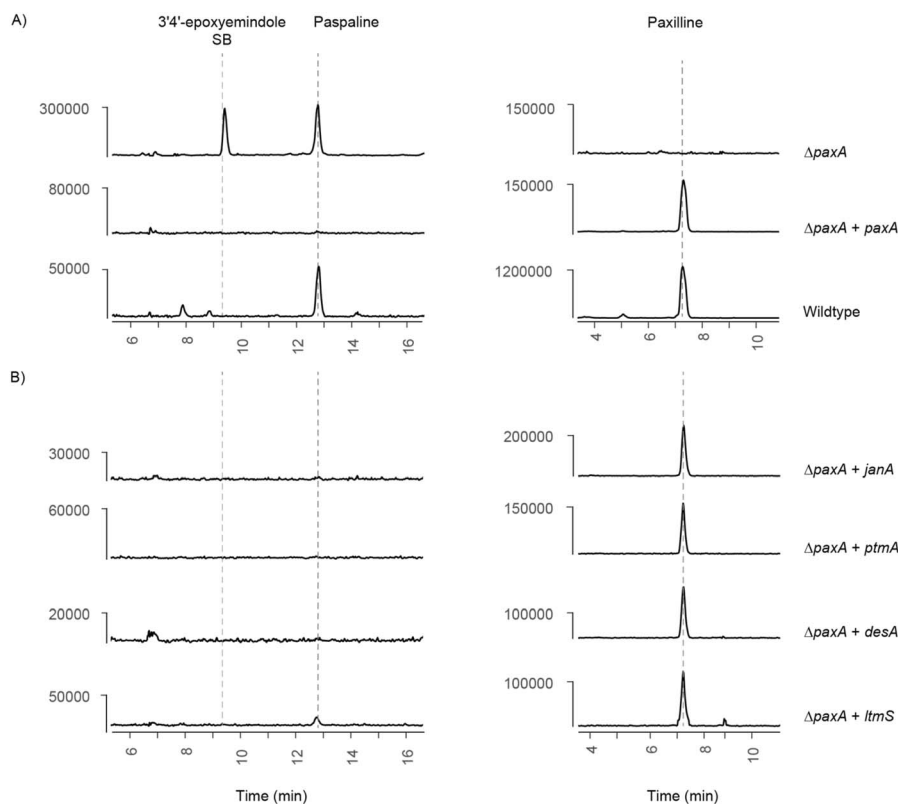 A)
3'4'-epoxyemindole
SB
Paspaline
Paxilline
300000
150000
ΔpaxA
80000
150000
ΔpaxA + paxA
50000
1200000
Wildtype
6 8 10 12 14 16
4 6 8 10
B)
30000
200000
ΔpaxA + janA
60000
150000
ΔpaxA + ptmA
20000
100000
ΔpaxA + desA
50000
100000
ΔpaxA + ltmS
6 8 10 12 14 16
4 6 7 8 10
Time (min)
Time (min)